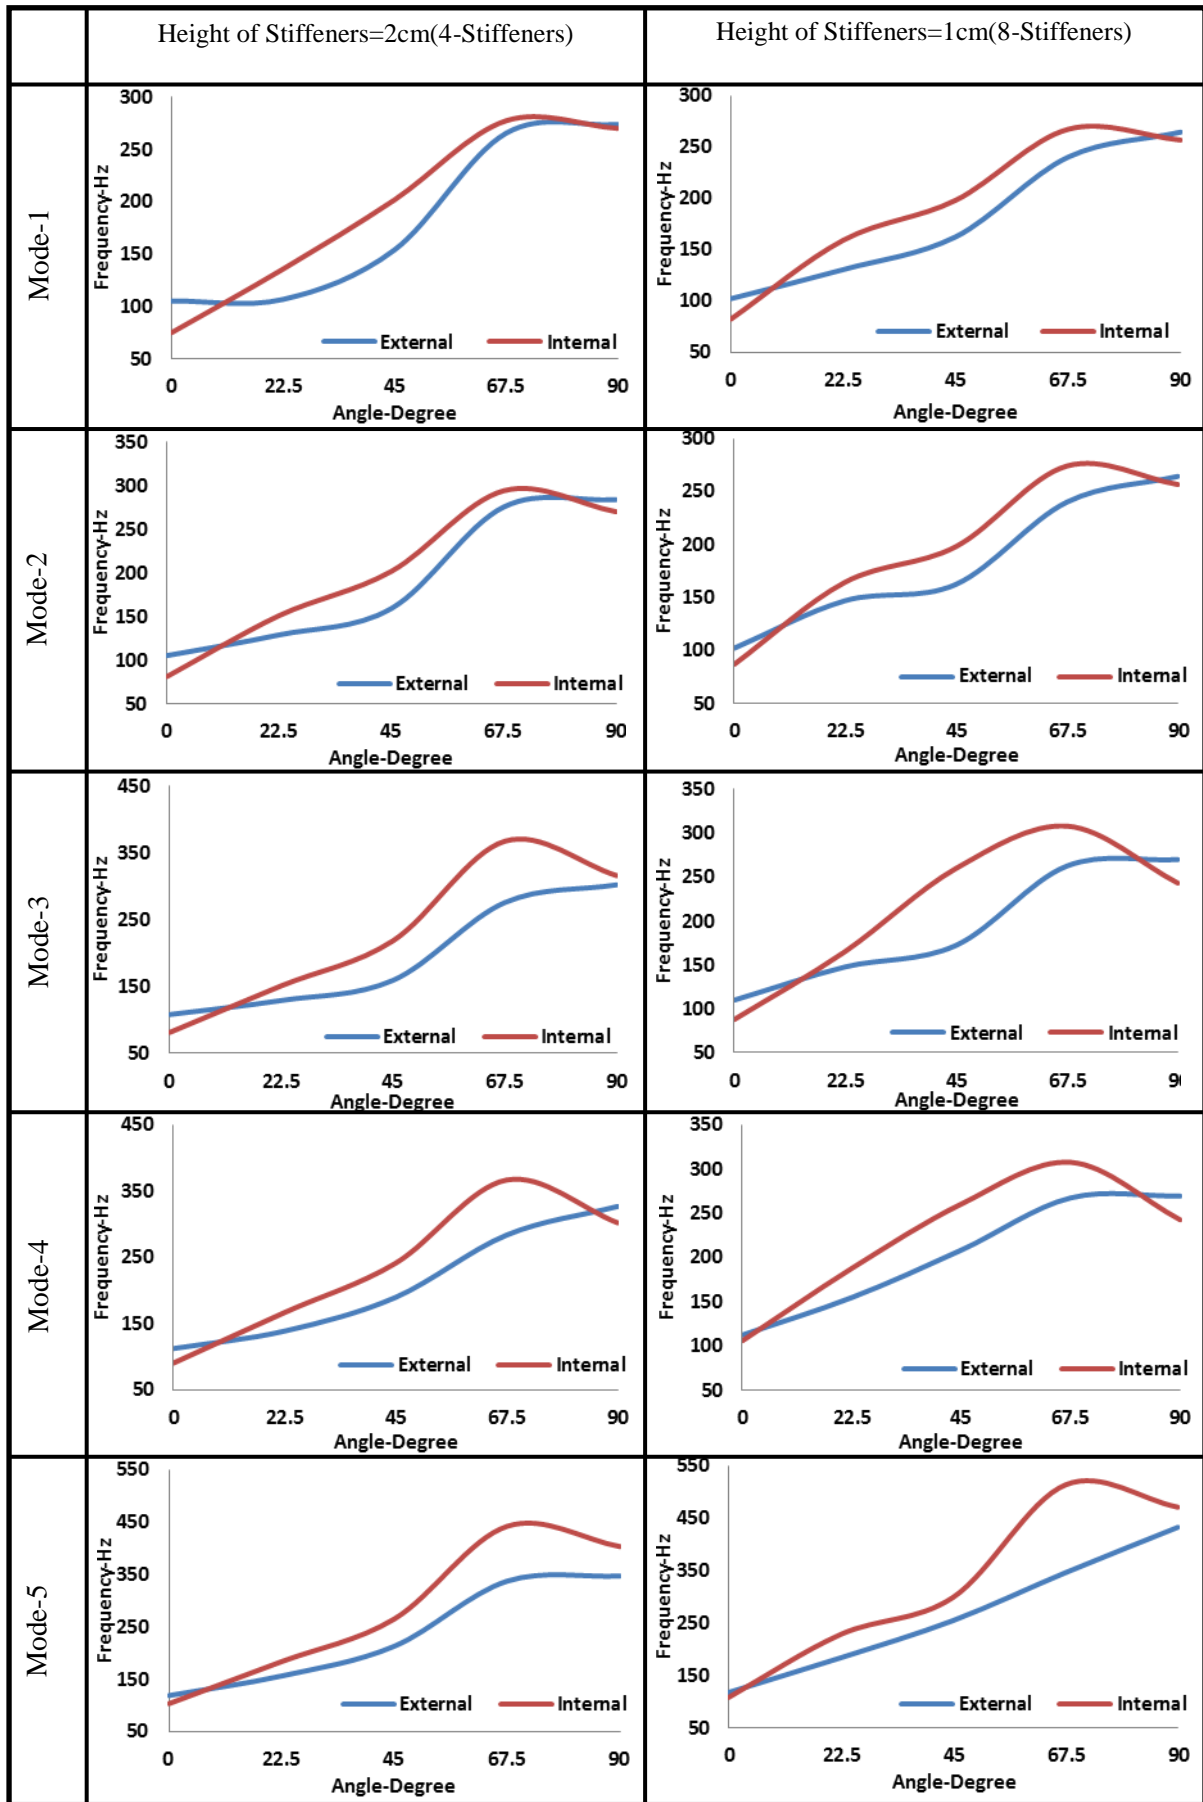 Height of Stiffeners=2cm(4-Stiffeners)
Height of Stiffeners=1cm(8-Stiffeners)
Mode-1
Frequency-Hz
300
250
200
150
100
50
External
Internal
0 22.5 45 67.5 90
Angle-Degree
Frequency-Hz
300
250
200
150
100
50
External
Internal
0 22.5 45 67.5 90
Angle-Degree
Mode-2
Frequency-Hz
350
300
250
200
150
100
50
External
Internal
0 22.5 45 67.5 90
Angle-Degree
Frequency-Hz
300
250
200
150
100
50
External
Internal
0 22.5 45 67.5 90
Angle-Degree
Mode-3
Frequency-Hz
450
350
250
150
50
External
Internal
0 22.5 45 67.5 90
Angle-Degree
Frequency-Hz
350
300
250
200
150
100
50
External
Internal
0 22.5 45 67.5 90
Angle-Degree
Mode-4
Frequency-Hz
450
350
250
150
50
External
Internal
0 22.5 45 67.5 90
Angle-Degree
Frequency-Hz
350
300
250
200
150
100
50
External
Internal
0 22.5 45 67.5 90
Angle-Degree
Mode-5
Frequency-Hz
550
450
350
250
150
50
External
Internal
0 22.5 45 67.5 90
Angle-Degree
Frequency-Hz
550
450
350
250
150
50
External
Internal
0 22.5 45 67.5 90
Angle-Degree